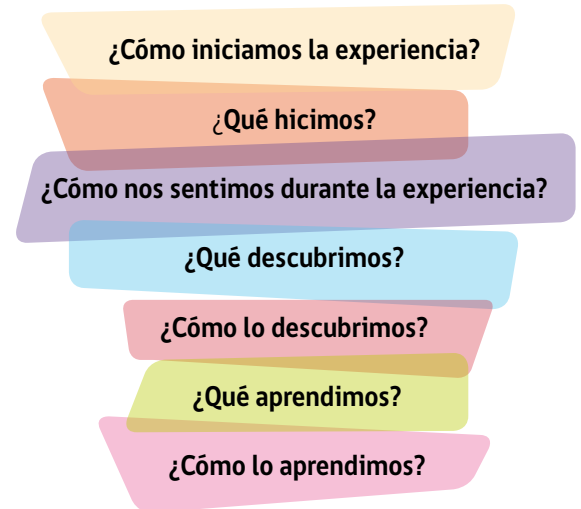 ¿Cómo iniciamos la experiencia?
¿Qué hicimos?
¿Cómo nos sentimos durante la experiencia?
¿Qué descubrimos?
¿Cómo lo descubrimos?
¿Qué aprendimos?
¿Cómo lo aprendimos?